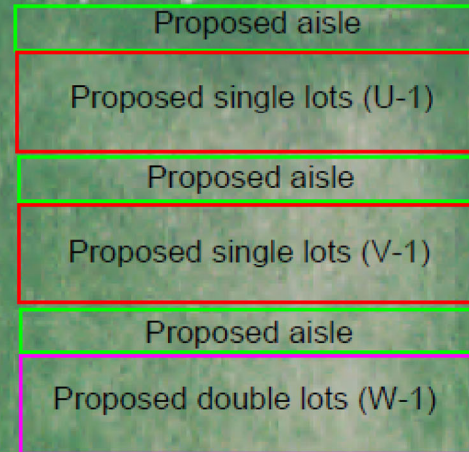 Proposed aisle
Proposed single lots (U-1)
Proposed aisle
Proposed single lots (V-1)
Proposed aisle
Proposed double lots (W-1)